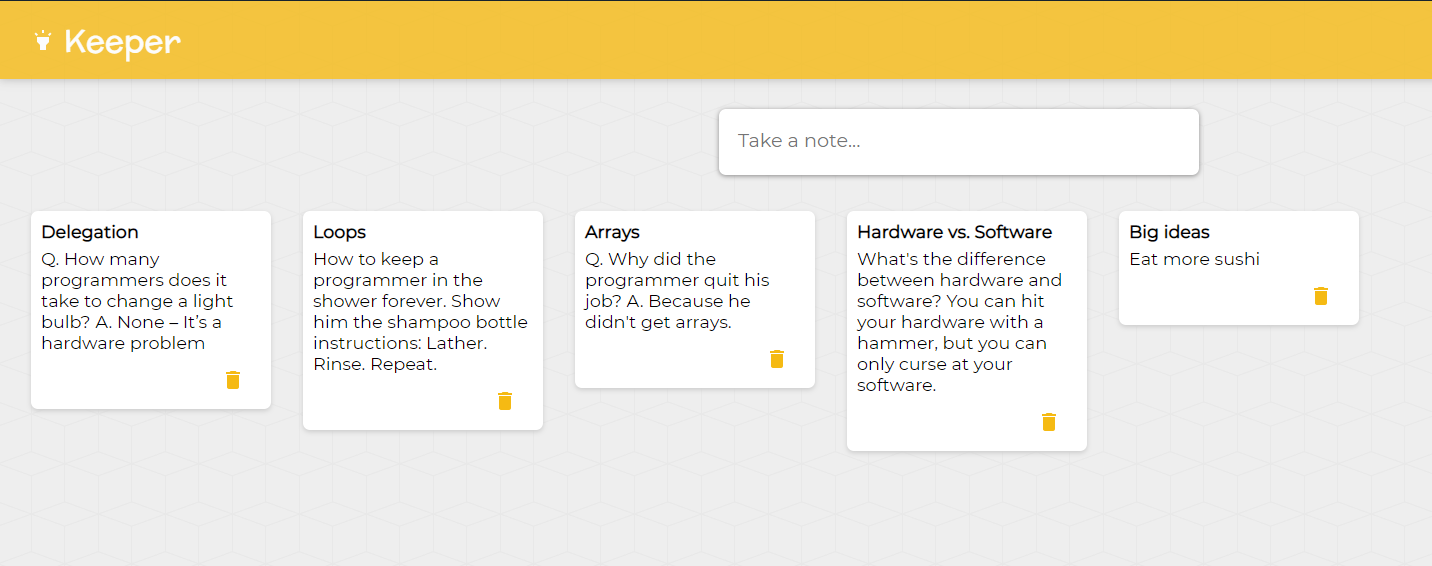 Keeper
Take a note...
Delegation
Q. How many
programmers does it
take to change a light
bulb? A. None – It’s a
hardware problem
Loops
How to keep a
programmer in the
shower forever. Show
him the shampoo bottle
instructions: Lather.
Rinse. Repeat.
Arrays
Q. Why did the
programmer quit his
job? A. Because he
didn't get arrays.
Hardware vs. Software
What's the difference
between hardware and
software? You can hit
your hardware with a
hammer, but you can
only curse at your
software.
Big ideas
Eat more sushi